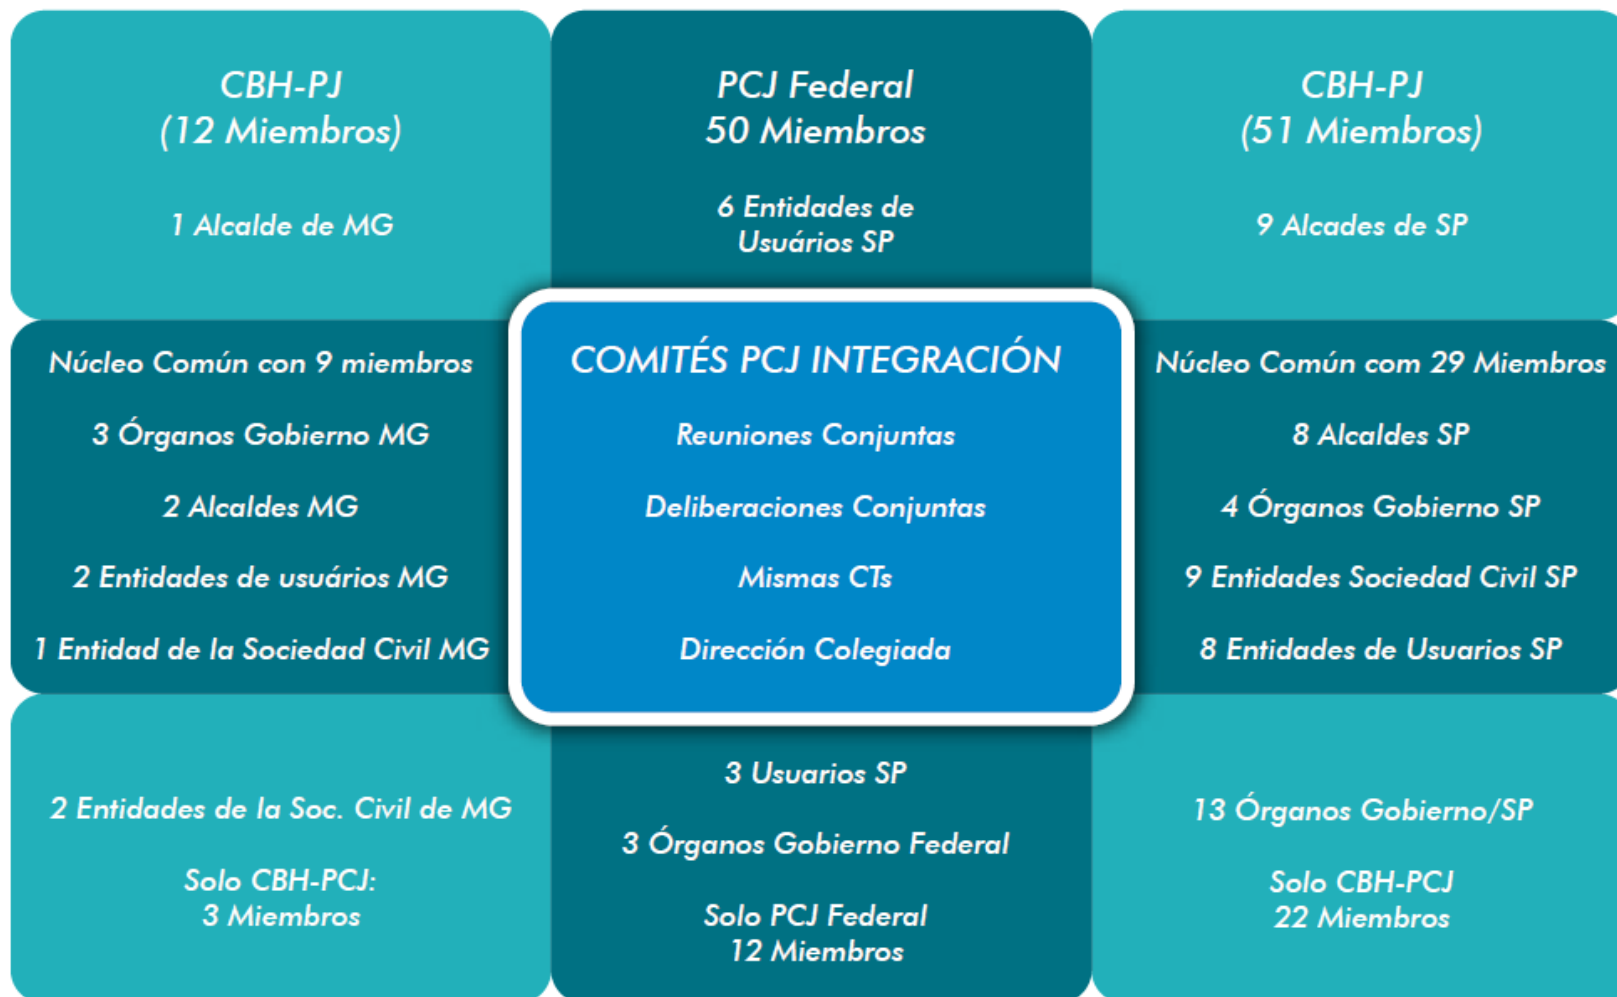 CBH-PJ
(12 Miembros)
1 Alcalde de MG
PCJ Federal
50 Miembros
6 Entidades de
Usuários SP
CBH-PJ
(51 Miembros)
9 Alcades de SP
Núcleo Común con 9 miembros
3 Órganos Gobierno MG
2 Alcaldes MG
2 Entidades de usuários MG
1 Entidad de la Sociedad Civil MG
COMITÉS PCJ INTEGRACIÓN
Reuniones Conjuntas
Deliberaciones Conjuntas
Mismas CTs
Dirección Colegiada
Núcleo Común com 29 Miembros
8 Alcaldes SP
4 Órganos Gobierno SP
9 Entidades Sociedad Civil SP
8 Entidades de Usuarios SP
2 Entidades de la Soc. Civil de MG
Solo CBH-PCJ:
3 Miembros
3 Usuarios SP
3 Órganos Gobierno Federal
Solo PCJ Federal
12 Miembros
13 Órganos Gobierno/SP
Solo CBH-PCJ
22 Miembros